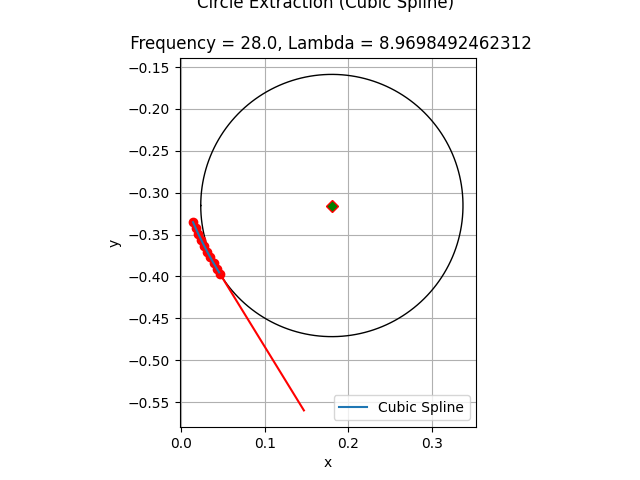 Circle Extraction (Cubic Spline)
Frequency = 28.0, Lambda = 8.9698492462312
−0.15
−0.20
−0.25
−0.30
−0.35
−0.40
−0.45
−0.50
−0.55
y
Cubic Spline
0.0 0.1 0.2 0.3
x